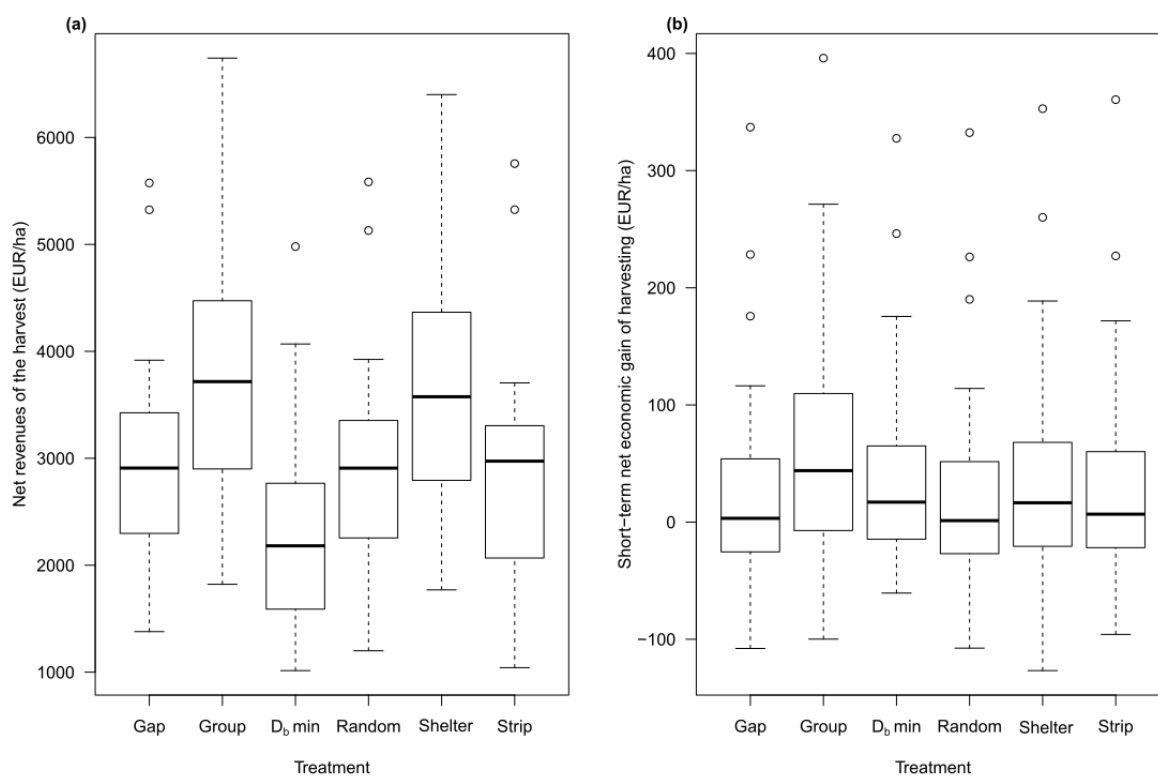 (a)
Net revenues of the harvest (EUR/ha)
6000
5000
4000
3000
2000
1000
Gap Group D_b min Random Shelter Strip
Treatment
(b)
Short−term net economic gain of harvesting (EUR/ha)
400
300
200
100
0
−100
Gap Group D_b min Random Shelter Strip
Treatment